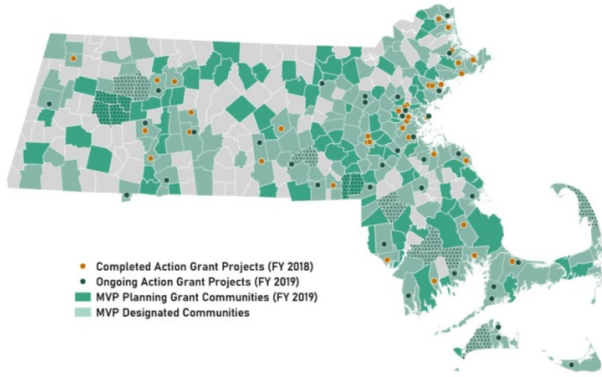 Completed Action Grant Projects (FY 2018)
Ongoing Action Grant Projects (FY 2019)
MVP Planning Grant Communities (FY 2019)
MVP Designated Communities